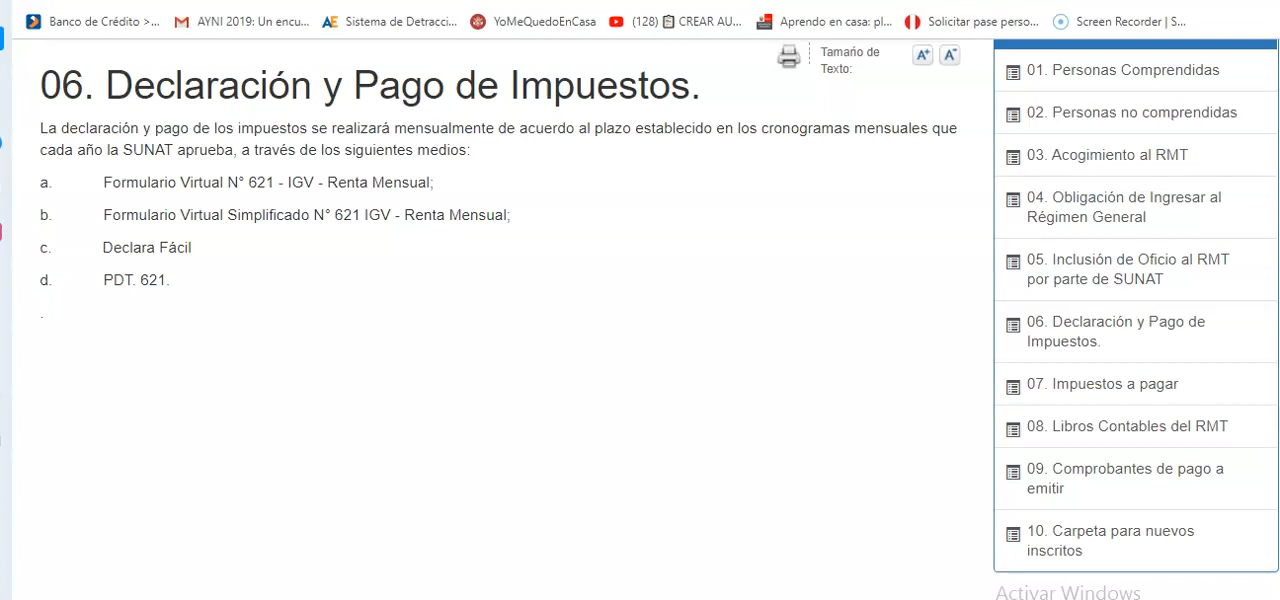 Banco de Crédito >... AYNI 2019: Un encu... Sistema de Detracci... YoMeQuedoEnCasa (128) CREAR AU... Aprendo en casa: pl... Solicitar pase perso... Screen Recorder | S...
Tamaño de
Texto:
A+ A-
06. Declaración y Pago de Impuestos.
La declaración y pago de los impuestos se realizará mensualmente de acuerdo al plazo establecido en los cronogramas mensuales que
cada año la SUNAT aprueba, a través de los siguientes medios:
a. Formulario Virtual N° 621 - IGV - Renta Mensual;
b. Formulario Virtual Simplificado N° 621 IGV - Renta Mensual;
c. Declara Fácil
d. PDT. 621.
.
01. Personas Comprendidas
02. Personas no comprendidas
03. Acogimiento al RMT
04. Obligación de Ingresar al
Régimen General
05. Inclusión de Oficio al RMT
por parte de SUNAT
06. Declaración y Pago de
Impuestos.
07. Impuestos a pagar
08. Libros Contables del RMT
09. Comprobantes de pago a
emitir
10. Carpeta para nuevos
inscritos
Activar Windows